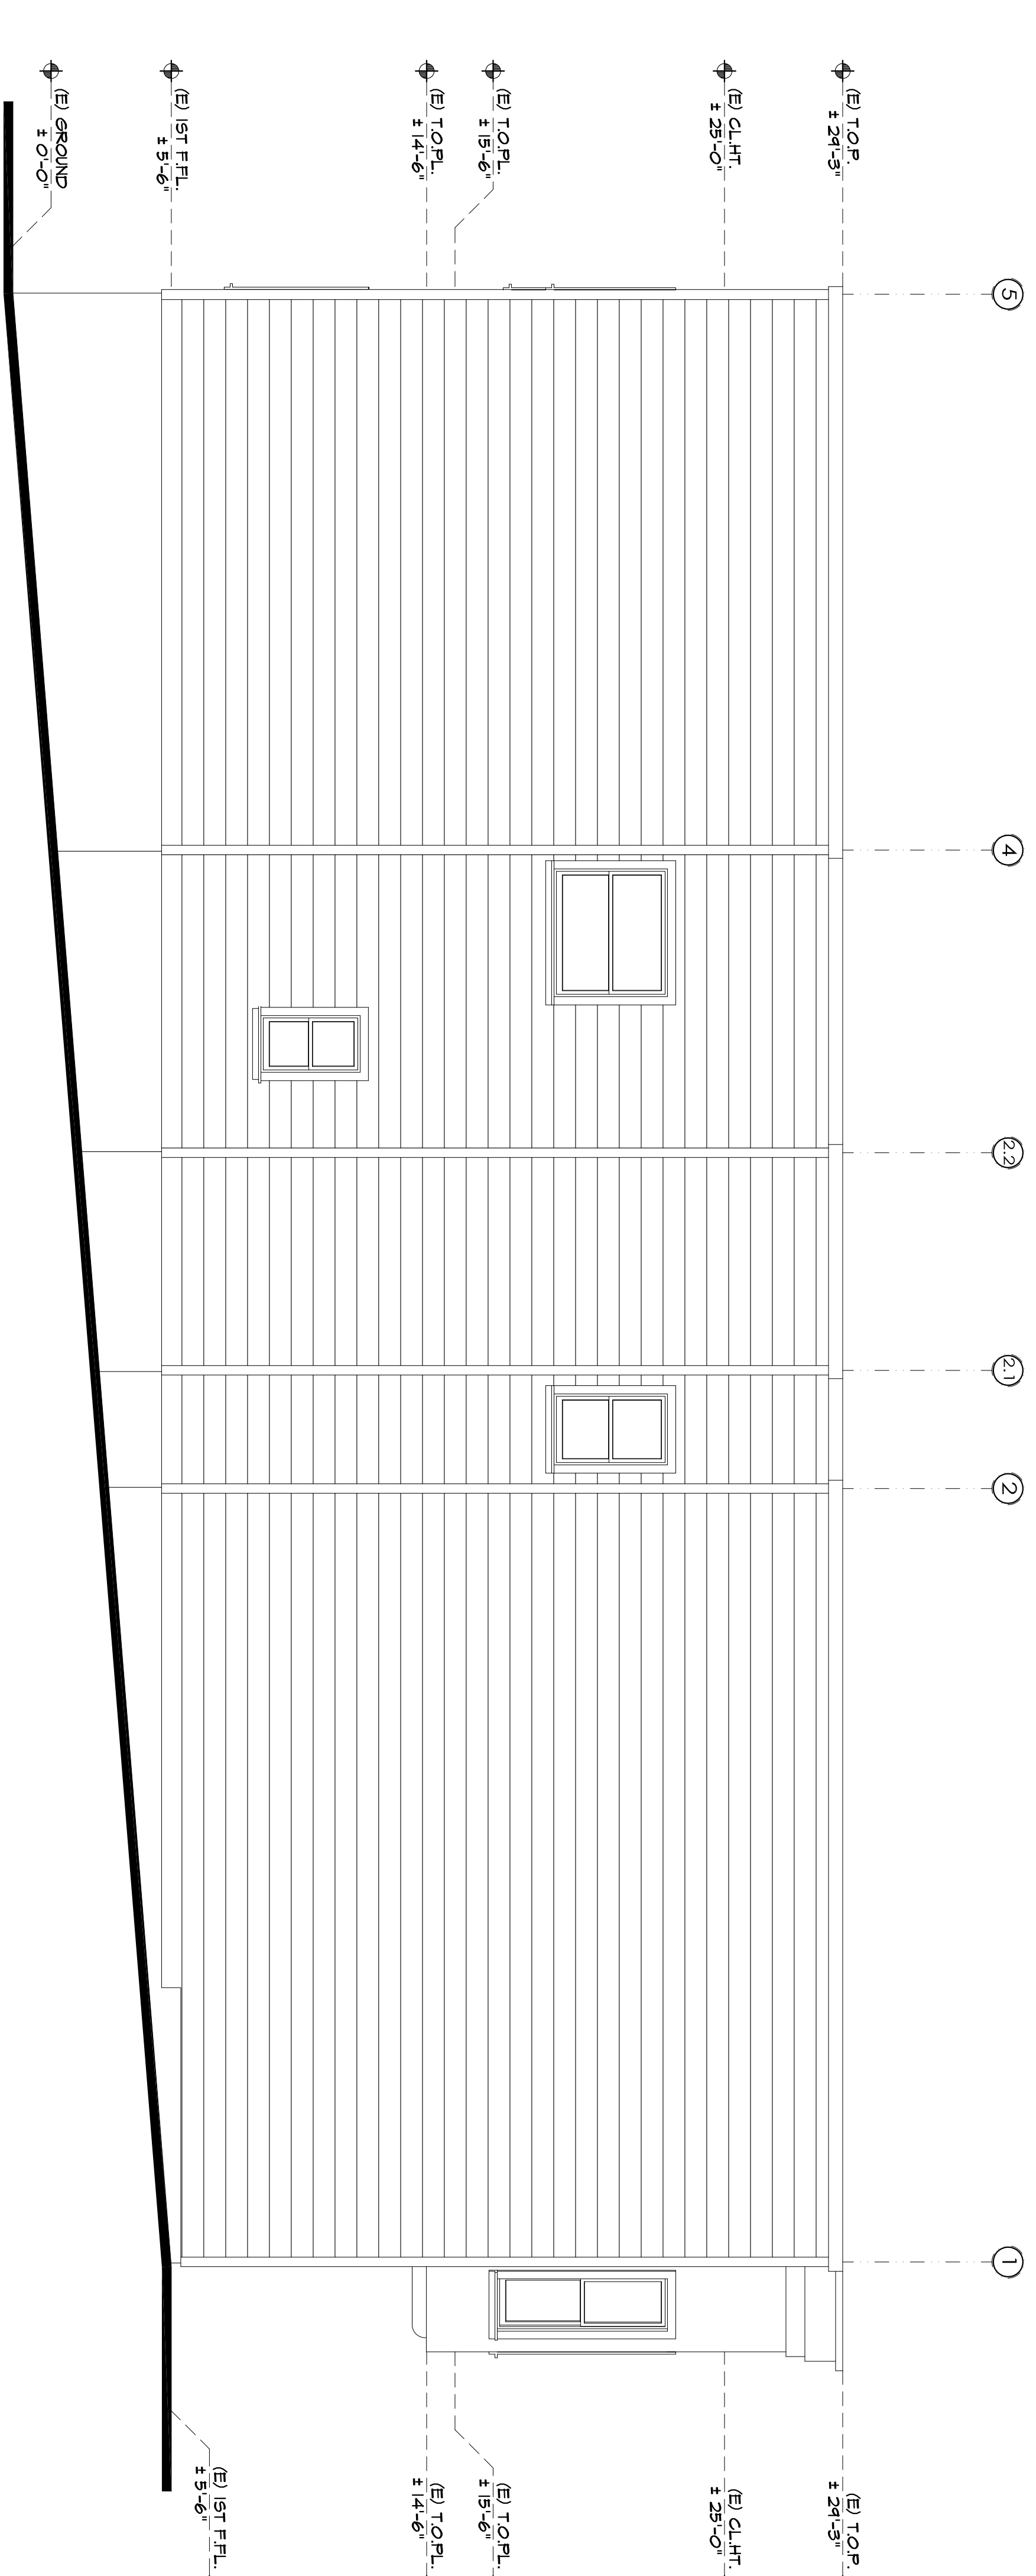 5
4
2.2
2.1
2
1
(E) T.O.P.
± 29'-3"
(E) CL.HT.
± 25'-0"
(E) T.O.PL.
± 15'-6"
(E) T.O.PL.
± 14'-6"
(E) 1ST F.FL.
± 5'-6"
(E) GROUND
± 0'-0"
(E) T.O.P.
± 29'-3"
(E) CL.HT.
± 25'-0"
(E) T.O.PL.
± 15'-6"
(E) T.O.PL.
± 14'-6"
(E) 1ST F.FL.
± 5'-6"